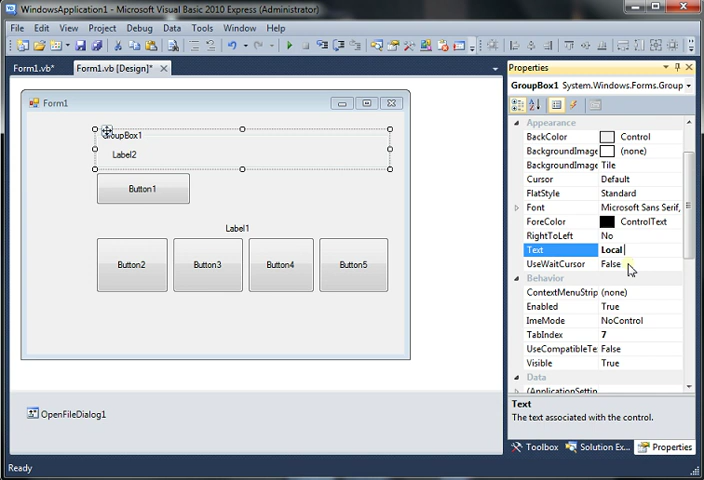 WindowsApplication1 - Microsoft Visual Basic 2010 Express (Administrator)
File Edit View Project Debug Data Format Tools Window Help
Form1.vb* Form1.vb [Design]*
Form1
GroupBox1
Label2
Button1
Label1
Button2 Button3 Button4 Button5
OpenFileDialog1
Properties
GroupBox1 System.Windows.Forms.Group
Appearance
BackColor Control
BackgroundImage (none)
BackgroundImage Tile
Cursor Default
FlatStyle Standard
Font Microsoft Sans Serif,
ForeColor ControlText
RightToLeft No
Text Local
UseWaitCursor False
Behavior
ContextMenuStrip (none)
Enabled True
ImeMode NoControl
TabIndex 7
UseCompatibleTe False
Visible True
Data
(ApplicationSettin
Text
The text associated with the control.
Toolbox Solution Ex... Properties
Ready